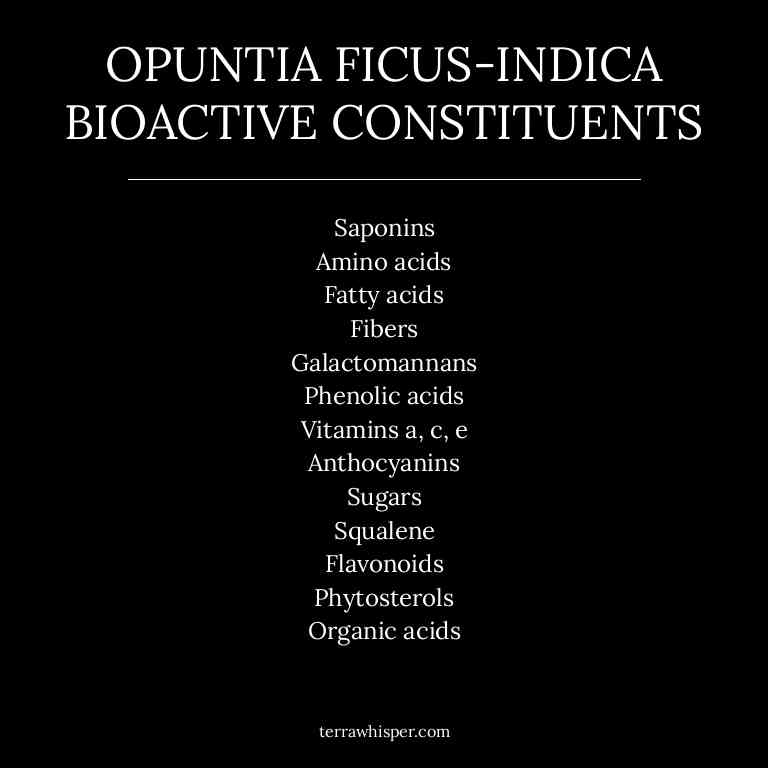 OPUNTIA FICUS-INDICA
BIOACTIVE CONSTITUENTS
Saponins
Amino acids
Fatty acids
Fibers
Galactomannans
Phenolic acids
Vitamins a, c, e
Anthocyanins
Sugars
Squalene
Flavonoids
Phytosterols
Organic acids
terrawhisper.com